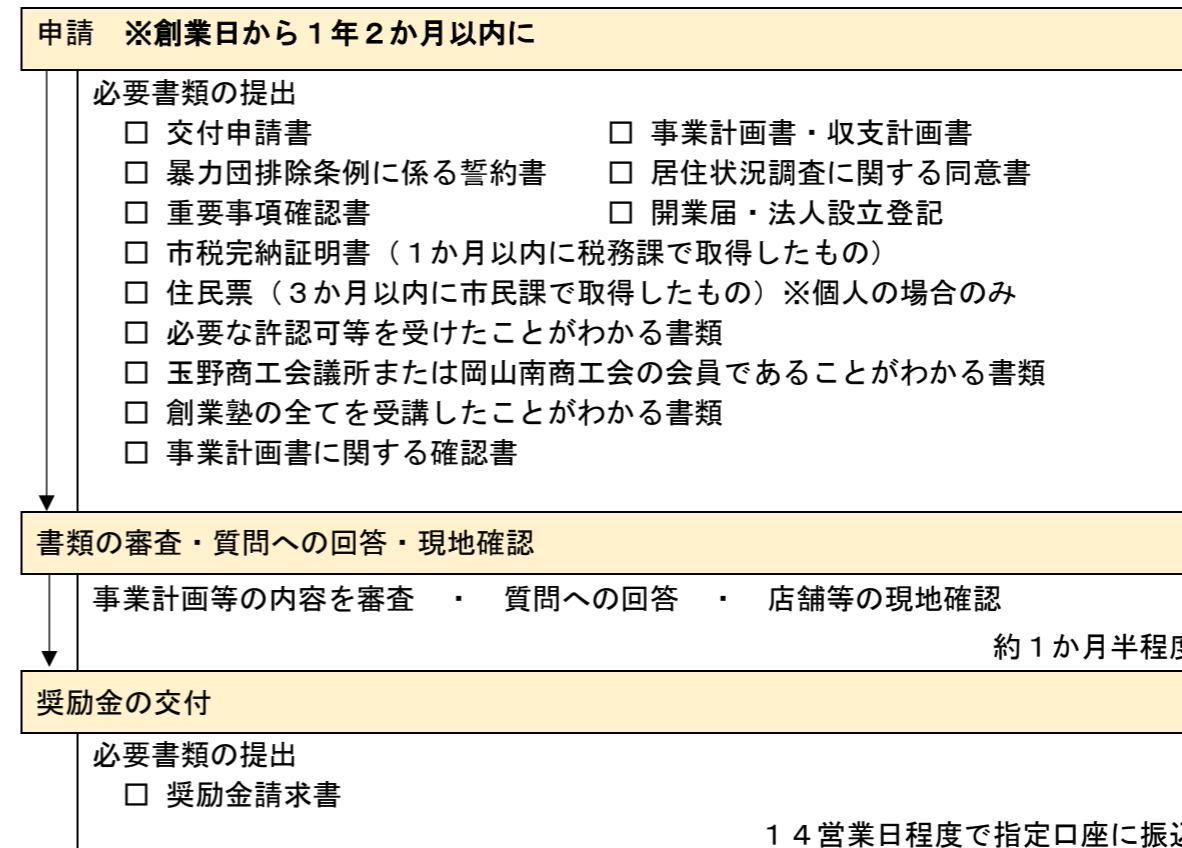 申請　※創業日から１年２か月以内に
必要書類の提出
□ 交付申請書　□ 事業計画書・収支計画書
□ 暴力団排除条例に係る誓約書　□ 居住状況調査に関する同意書
□ 重要事項確認書　□ 開業届・法人設立登記
□ 市税完納証明書（１か月以内に税務課で取得したもの）
□ 住民票（３か月以内に市民課で取得したもの）※個人の場合のみ
□ 必要な許認可等を受けたことがわかる書類
□ 玉野商工会議所または岡山南商工会の会員であることがわかる書類
□ 創業塾の全てを受講したことがわかる書類
□ 事業計画書に関する確認書
書類の審査・質問への回答・現地確認
事業計画等の内容を審査　・　質問への回答　・　店舗等の現地確認
約１か月半程度
奨励金の交付
必要書類の提出
□ 奨励金請求書
１４営業日程度で指定口座に振込